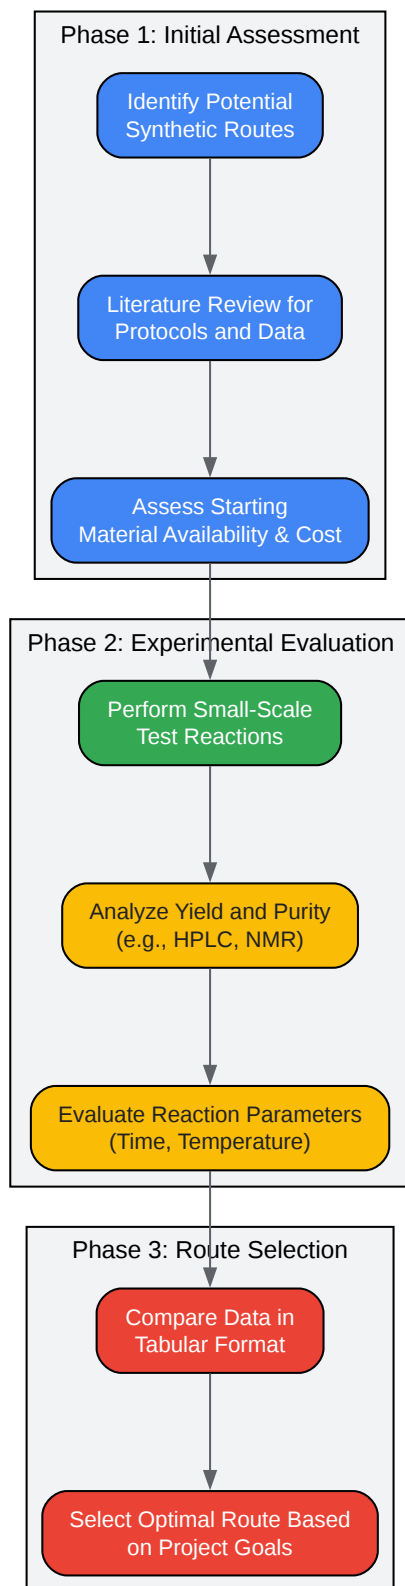 Phase 1: Initial Assessment
Identify Potential
Synthetic Routes
Literature Review for
Protocols and Data
Assess Starting
Material Availability & Cost
Phase 2: Experimental Evaluation
Perform Small-Scale
Test Reactions
Analyze Yield and Purity
(e.g., HPLC, NMR)
Evaluate Reaction Parameters
(Time, Temperature)
Phase 3: Route Selection
Compare Data in
Tabular Format
Select Optimal Route Based
on Project Goals